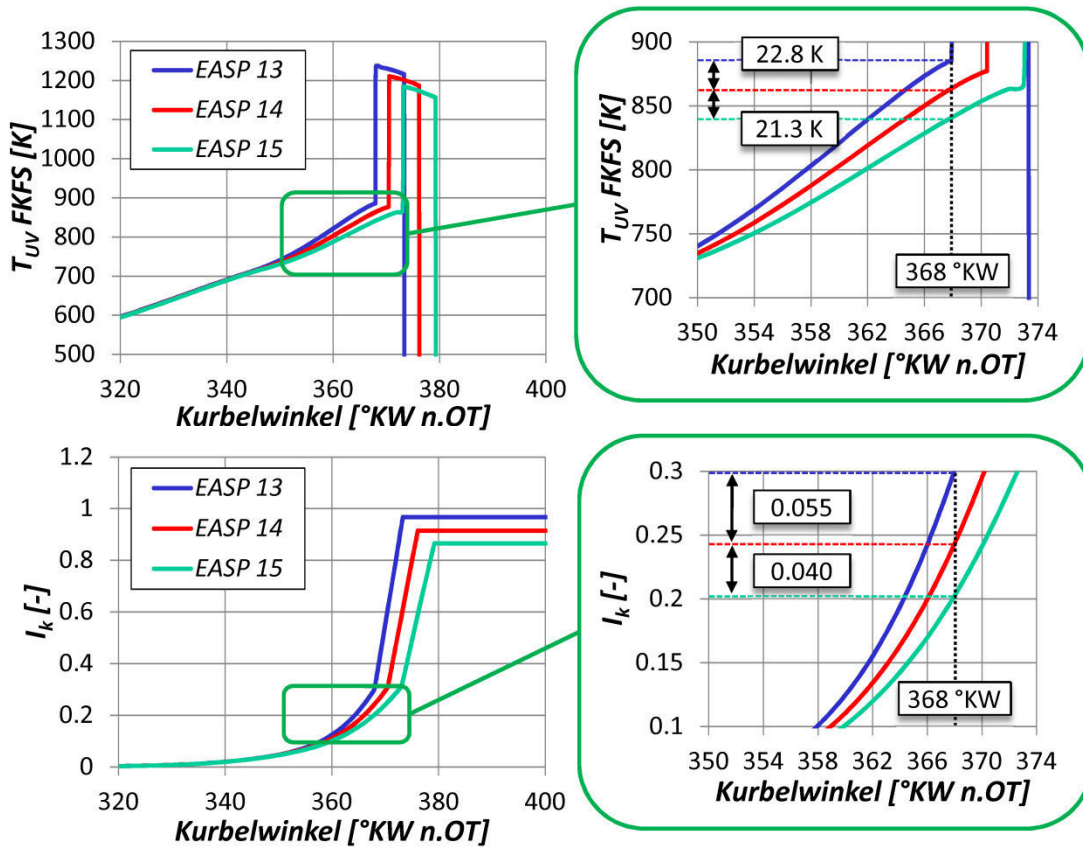 1300
1200
1100
1000
900
800
700
600
500
T_UV FKFS [K]
EASP 13
EASP 14
EASP 15
320 340 360 380 400
Kurbelwinkel [°KW n.OT]
900
850
800
750
700
T_UV FKFS [K]
22.8 K
21.3 K
368 °KW
350 354 358 362 366 370 374
Kurbelwinkel [°KW n.OT]
1.2
1
0.8
0.6
0.4
0.2
0
I_k [-]
EASP 13
EASP 14
EASP 15
320 340 360 380 400
Kurbelwinkel [°KW n.OT]
0.3
0.25
0.2
0.15
0.1
I_k [-]
0.055
0.040
368 °KW
350 354 358 362 366 370 374
Kurbelwinkel [°KW n.OT]